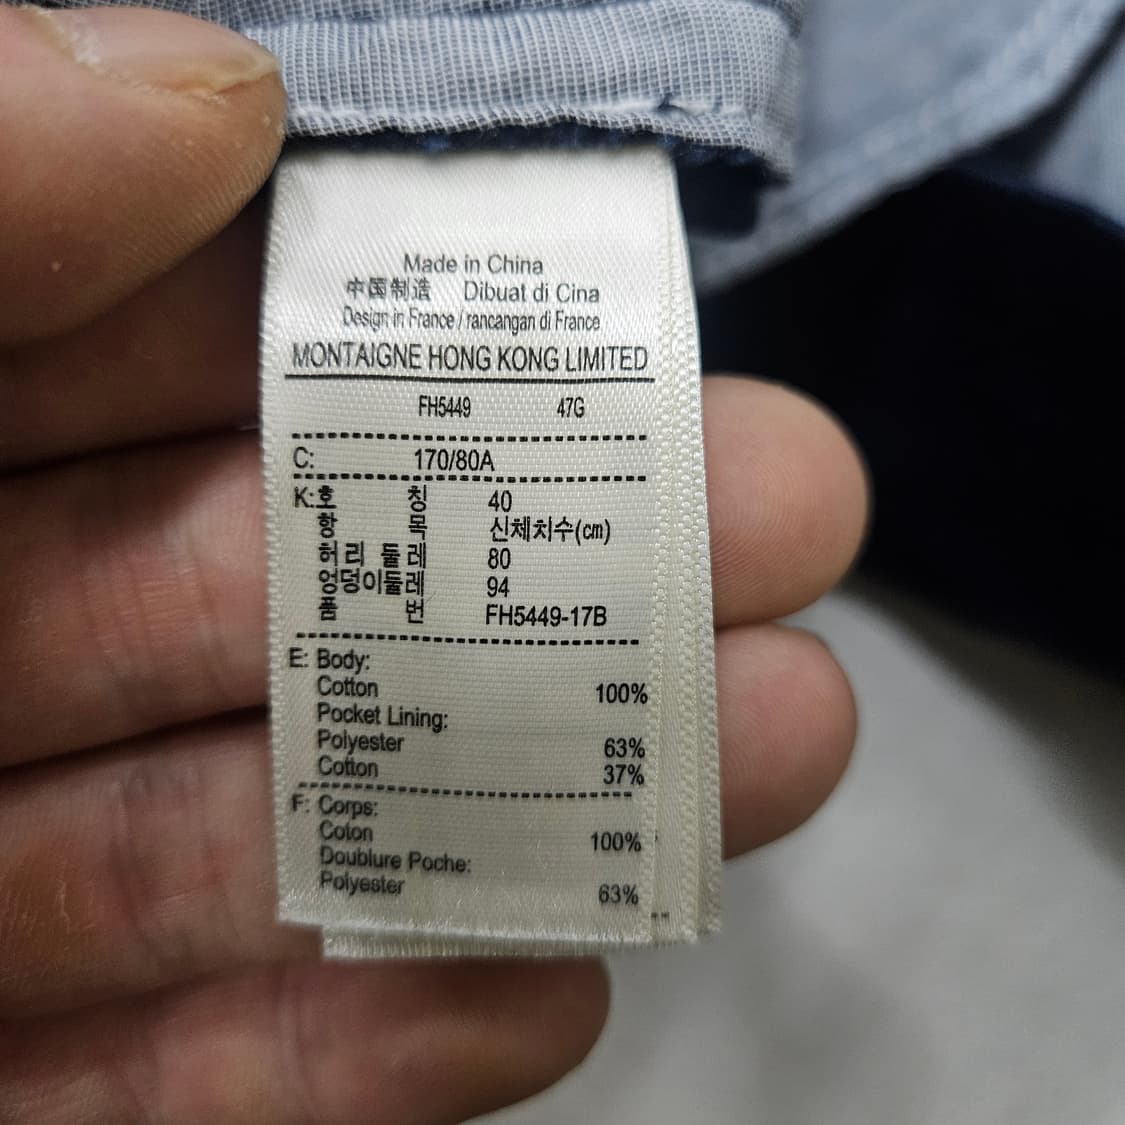 Made in China
中国制造 Dibuat di Cina
Design in France / rancangan di France
MONTAIGNE HONG KONG LIMITED
FH5449 47G
C: 170/80A
K:호 칭 40
항 목 신체치수(cm)
허리 둘레 80
엉덩이둘레 94
품 번 FH5449-17B
E: Body:
Cotton 100%
Pocket Lining:
Polyester 63%
Cotton 37%
F: Corps:
Coton 100%
Doublure Poche:
Polyester 63%